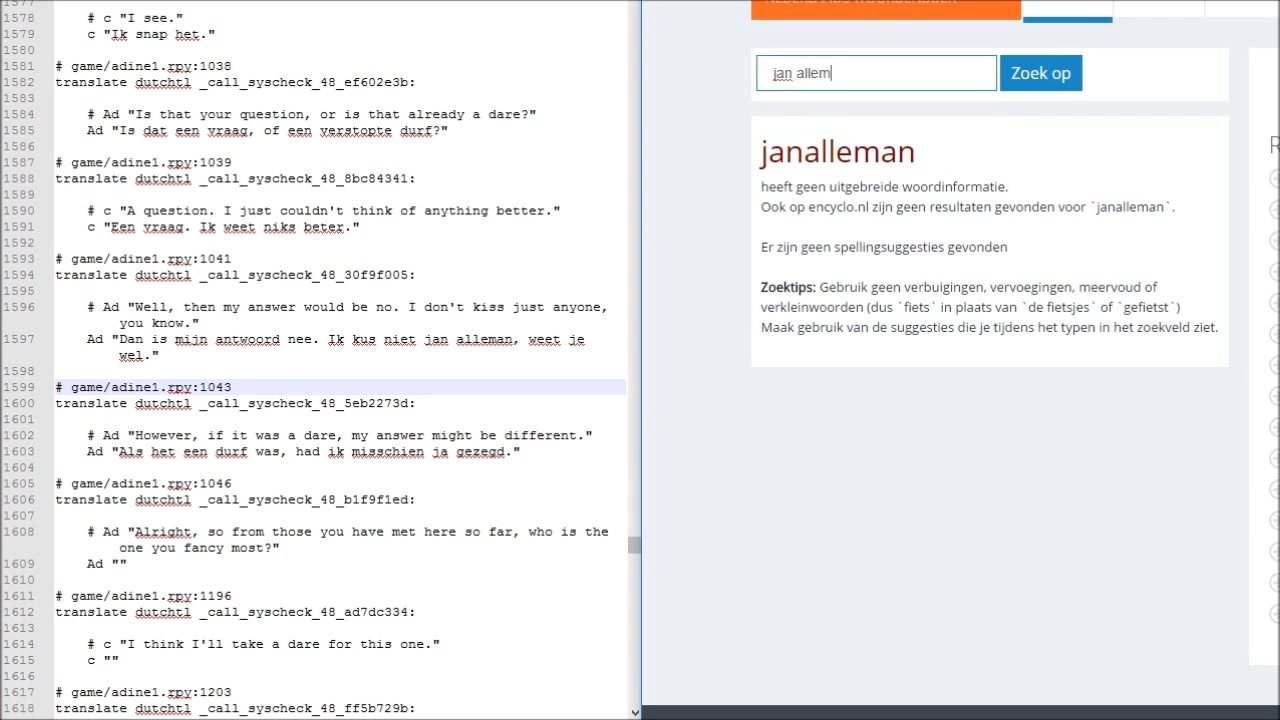 1577
1578 # c "I see."
1579 c "Ik snap het."
1580
1581 # game/adine1.rpy:1038
1582 translate dutchtl _call_syscheck_48_ef602e3b:
1583
1584 # Ad "Is that your question, or is that already a dare?"
1585 Ad "Is dat een vraag, of een verstopte durf?"
1586
1587 # game/adine1.rpy:1039
1588 translate dutchtl _call_syscheck_48_8bc84341:
1589
1590 # c "A question. I just couldn't think of anything better."
1591 c "Een vraag. Ik weet niks beter."
1592
1593 # game/adine1.rpy:1041
1594 translate dutchtl _call_syscheck_48_30f9f005:
1595
1596 # Ad "Well, then my answer would be no. I don't kiss just anyone,
you know."
1597 Ad "Dan is mijn antwoord nee. Ik kus niet jan alleman, weet je
wel."
1598
1599 # game/adine1.rpy:1043
1600 translate dutchtl _call_syscheck_48_5eb2273d:
1601
1602 # Ad "However, if it was a dare, my answer might be different."
1603 Ad "Als het een durf was, had ik misschien ja gezegd."
1604
1605 # game/adine1.rpy:1046
1606 translate dutchtl _call_syscheck_48_b1f9f1ed:
1607
1608 # Ad "Alright, so from those you have met here so far, who is the
one you fancy most?"
1609 Ad ""
1610
1611 # game/adine1.rpy:1196
1612 translate dutchtl _call_syscheck_48_ad7dc334:
1613
1614 # c "I think I'll take a dare for this one."
1615 c ""
1616
1617 # game/adine1.rpy:1203
1618 translate dutchtl _call_syscheck_48_ff5b729b:
NEDERLANDS WOORDENBOEK
jan allem
Zoek op
janalleman
heeft geen uitgebreide woordinformatie.
Ook op encyclo.nl zijn geen resultaten gevonden voor `janalleman`.
Er zijn geen spellingsuggesties gevonden
Zoektips: Gebruik geen verbuigingen, vervoegingen, meervoud of
verkleinwoorden (dus `fiets` in plaats van `de fietsjes` of `gefietst`)
Maak gebruik van de suggesties die je tijdens het typen in het zoekveld ziet.